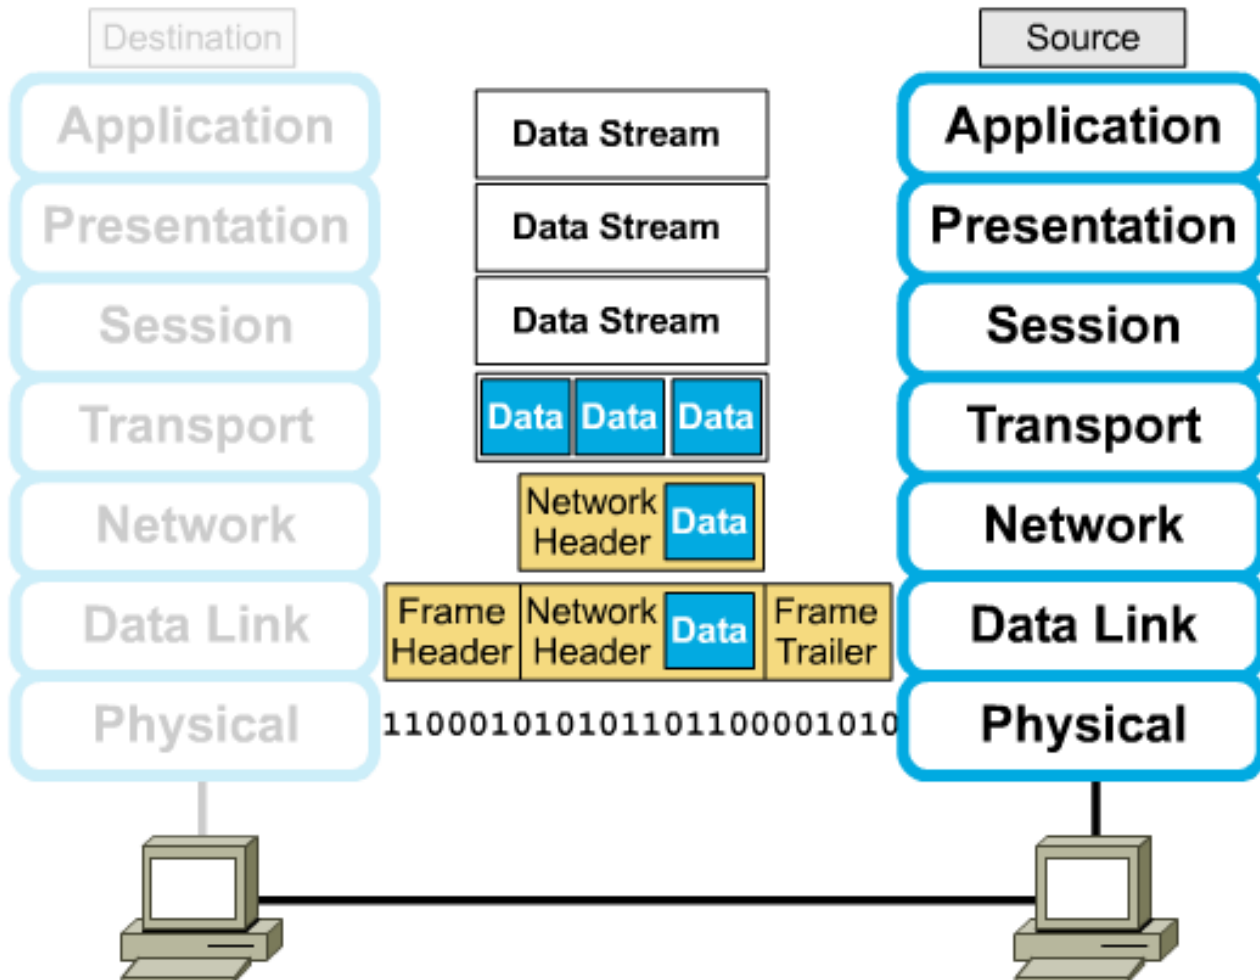 Destination
Source
Application
Data Stream
Application
Presentation
Data Stream
Presentation
Session
Data Stream
Session
Transport
Data Data Data
Transport
Network
Network
Header
Data
Network
Data Link
Frame
Header
Network
Header
Data
Frame
Trailer
Data Link
Physical
110001010101101100001010
Physical